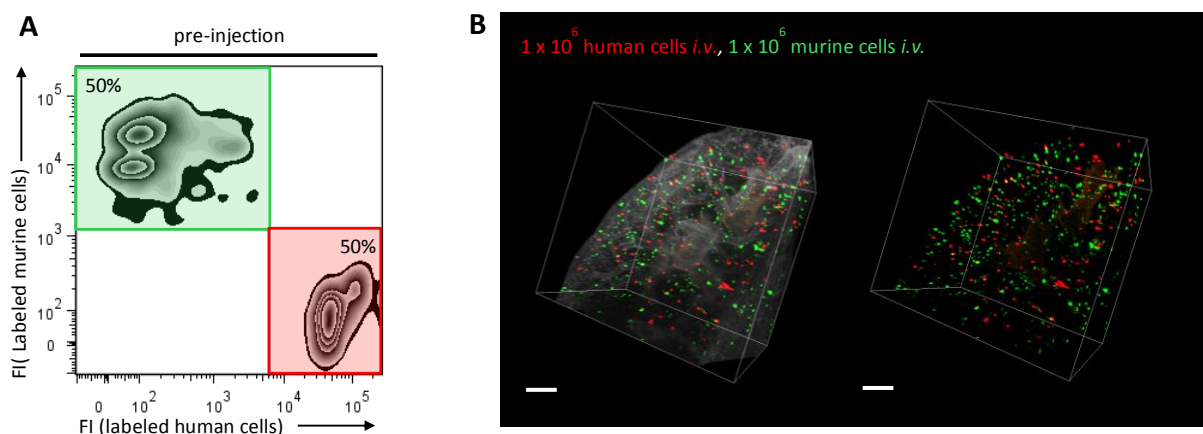 A
pre-injection
50%
50%
10^5
10^4
10^3
10^2
0
FI( Labeled murine cells)
0 10^2 10^3 10^4 10^5
FI (labeled human cells)
B
1 x 10^6 human cells i.v., 1 x 10^6 murine cells i.v.